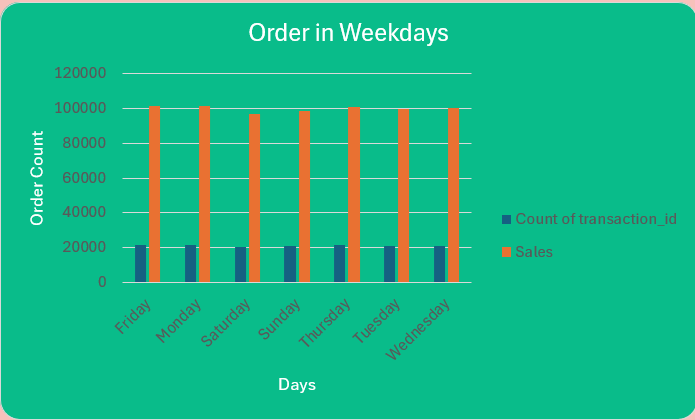 Order in Weekdays
120000
100000
80000
60000
40000
20000
0
Order Count
Friday
Monday
Saturday
Sunday
Thursday
Tuesday
Wednesday
Days
Count of transaction_id
Sales